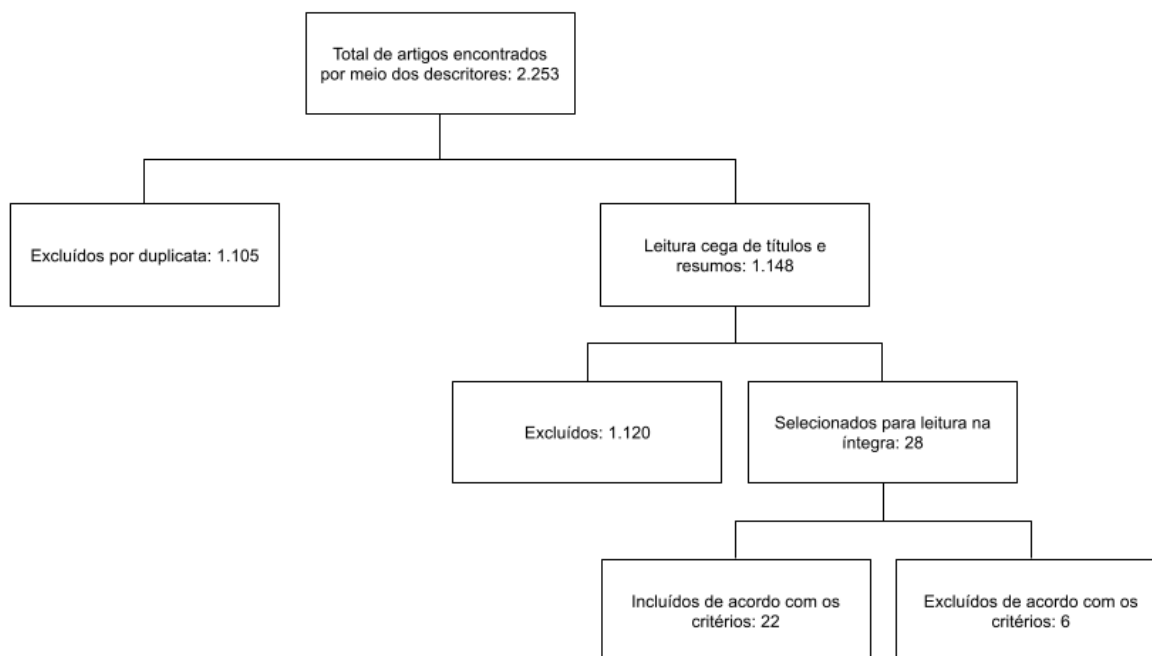 Total de artigos encontrados
por meio dos descritores: 2.253
Excluídos por duplicata: 1.105
Leitura cega de títulos e
resumos: 1.148
Excluídos: 1.120
Selecionados para leitura na
íntegra: 28
Incluídos de acordo com os
critérios: 22
Excluídos de acordo com os
critérios: 6